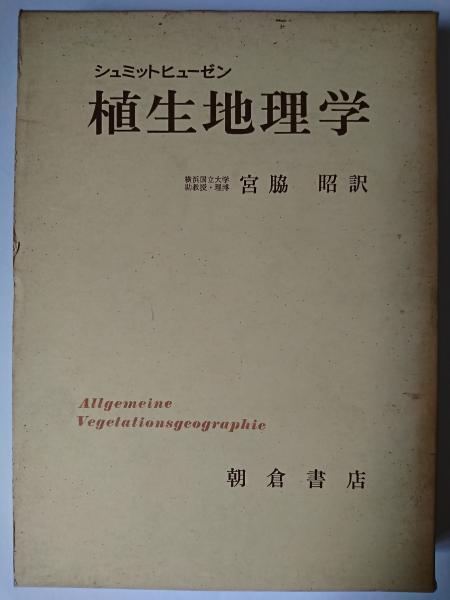 シュミットヒューゼン
植生地理学
横浜国立大学
助教授・理博
宮脇 昭訳
Allgemeine
Vegetationsgeographie
朝倉書店